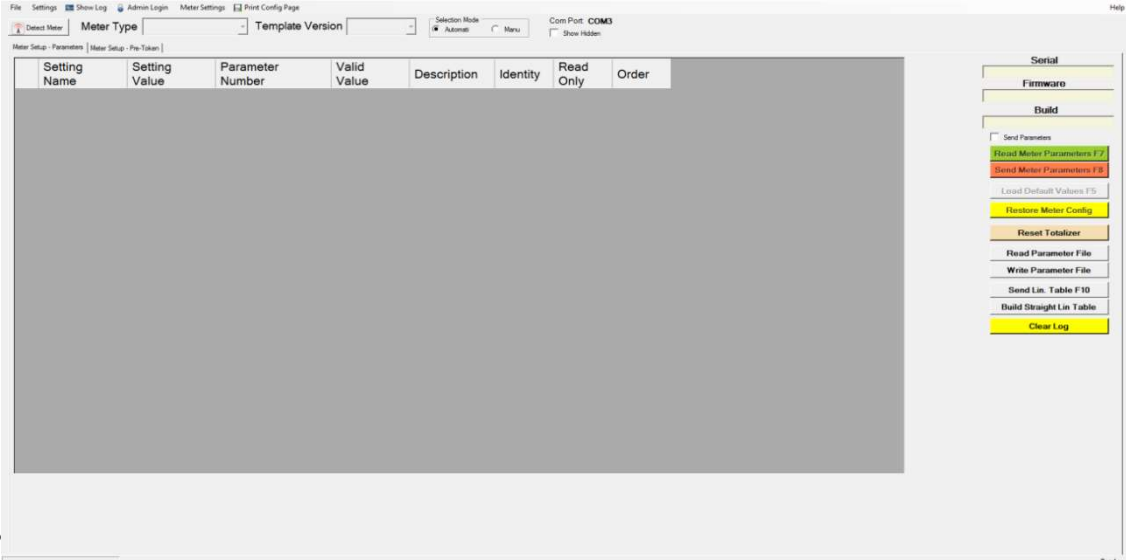 File Settings Show Log Admin Login Meter Settings Print Config Page Help
Detect Meter Meter Type Template Version Selection Mode Automati Manu Com Port: COM3
Show Hidden
Meter Setup - Parameters Meter Setup - Pre-Token
Setting Name Setting Value Parameter Number Valid Value Description Identity Read Only Order
Serial
Firmware
Build
Send Parameters
Read Meter Parameters F7
Send Meter Parameters F8
Load Default Values F5
Restore Meter Config
Reset Totalizer
Read Parameter File
Write Parameter File
Send Lin. Table F10
Build Straight Lin Table
Clear Log